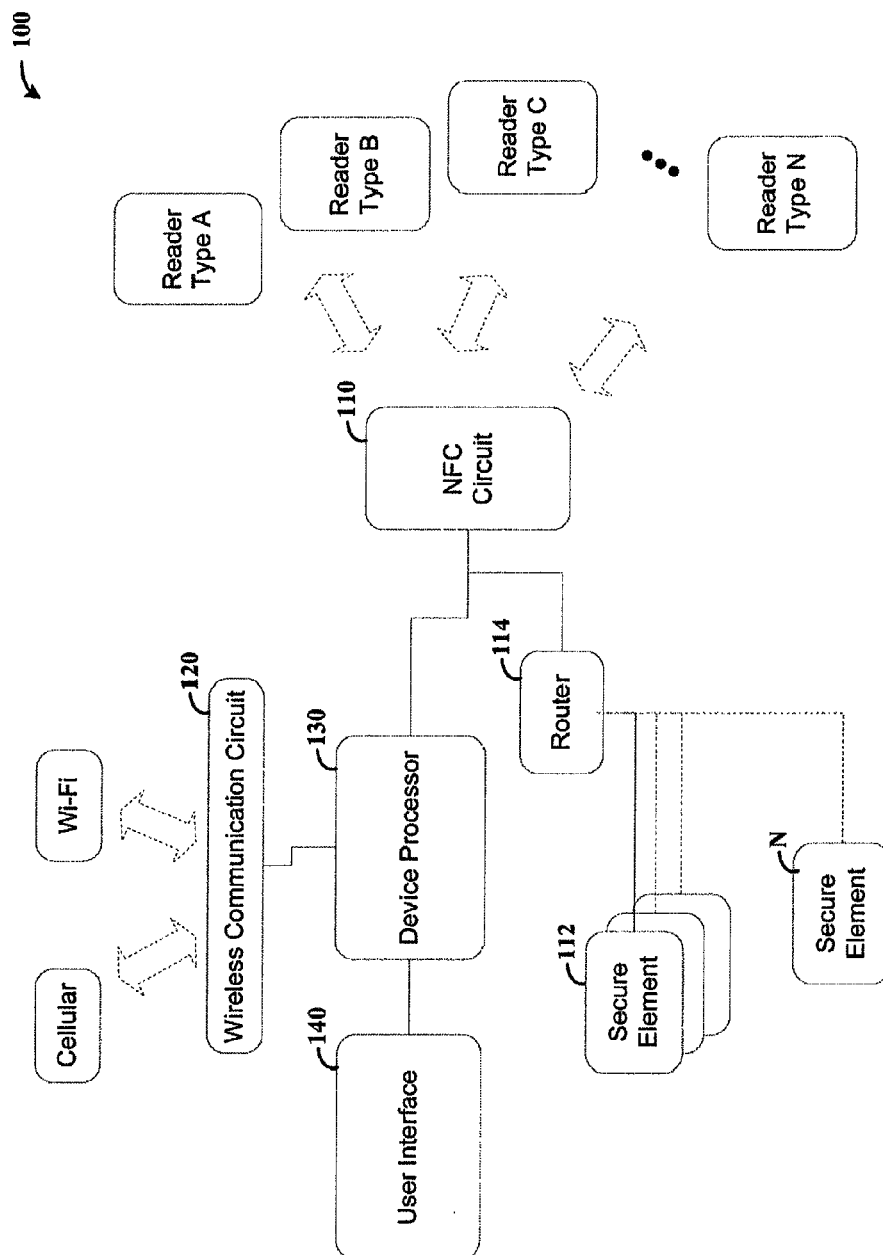 100
Cellular
Wi-Fi
120
Wireless Communication Circuit
140
User Interface
130
Device Processor
110
NFC
Circuit
114
Router
112
Secure
Element
N
Secure
Element
Reader
Type A
Reader
Type B
Reader
Type C
Reader
Type N